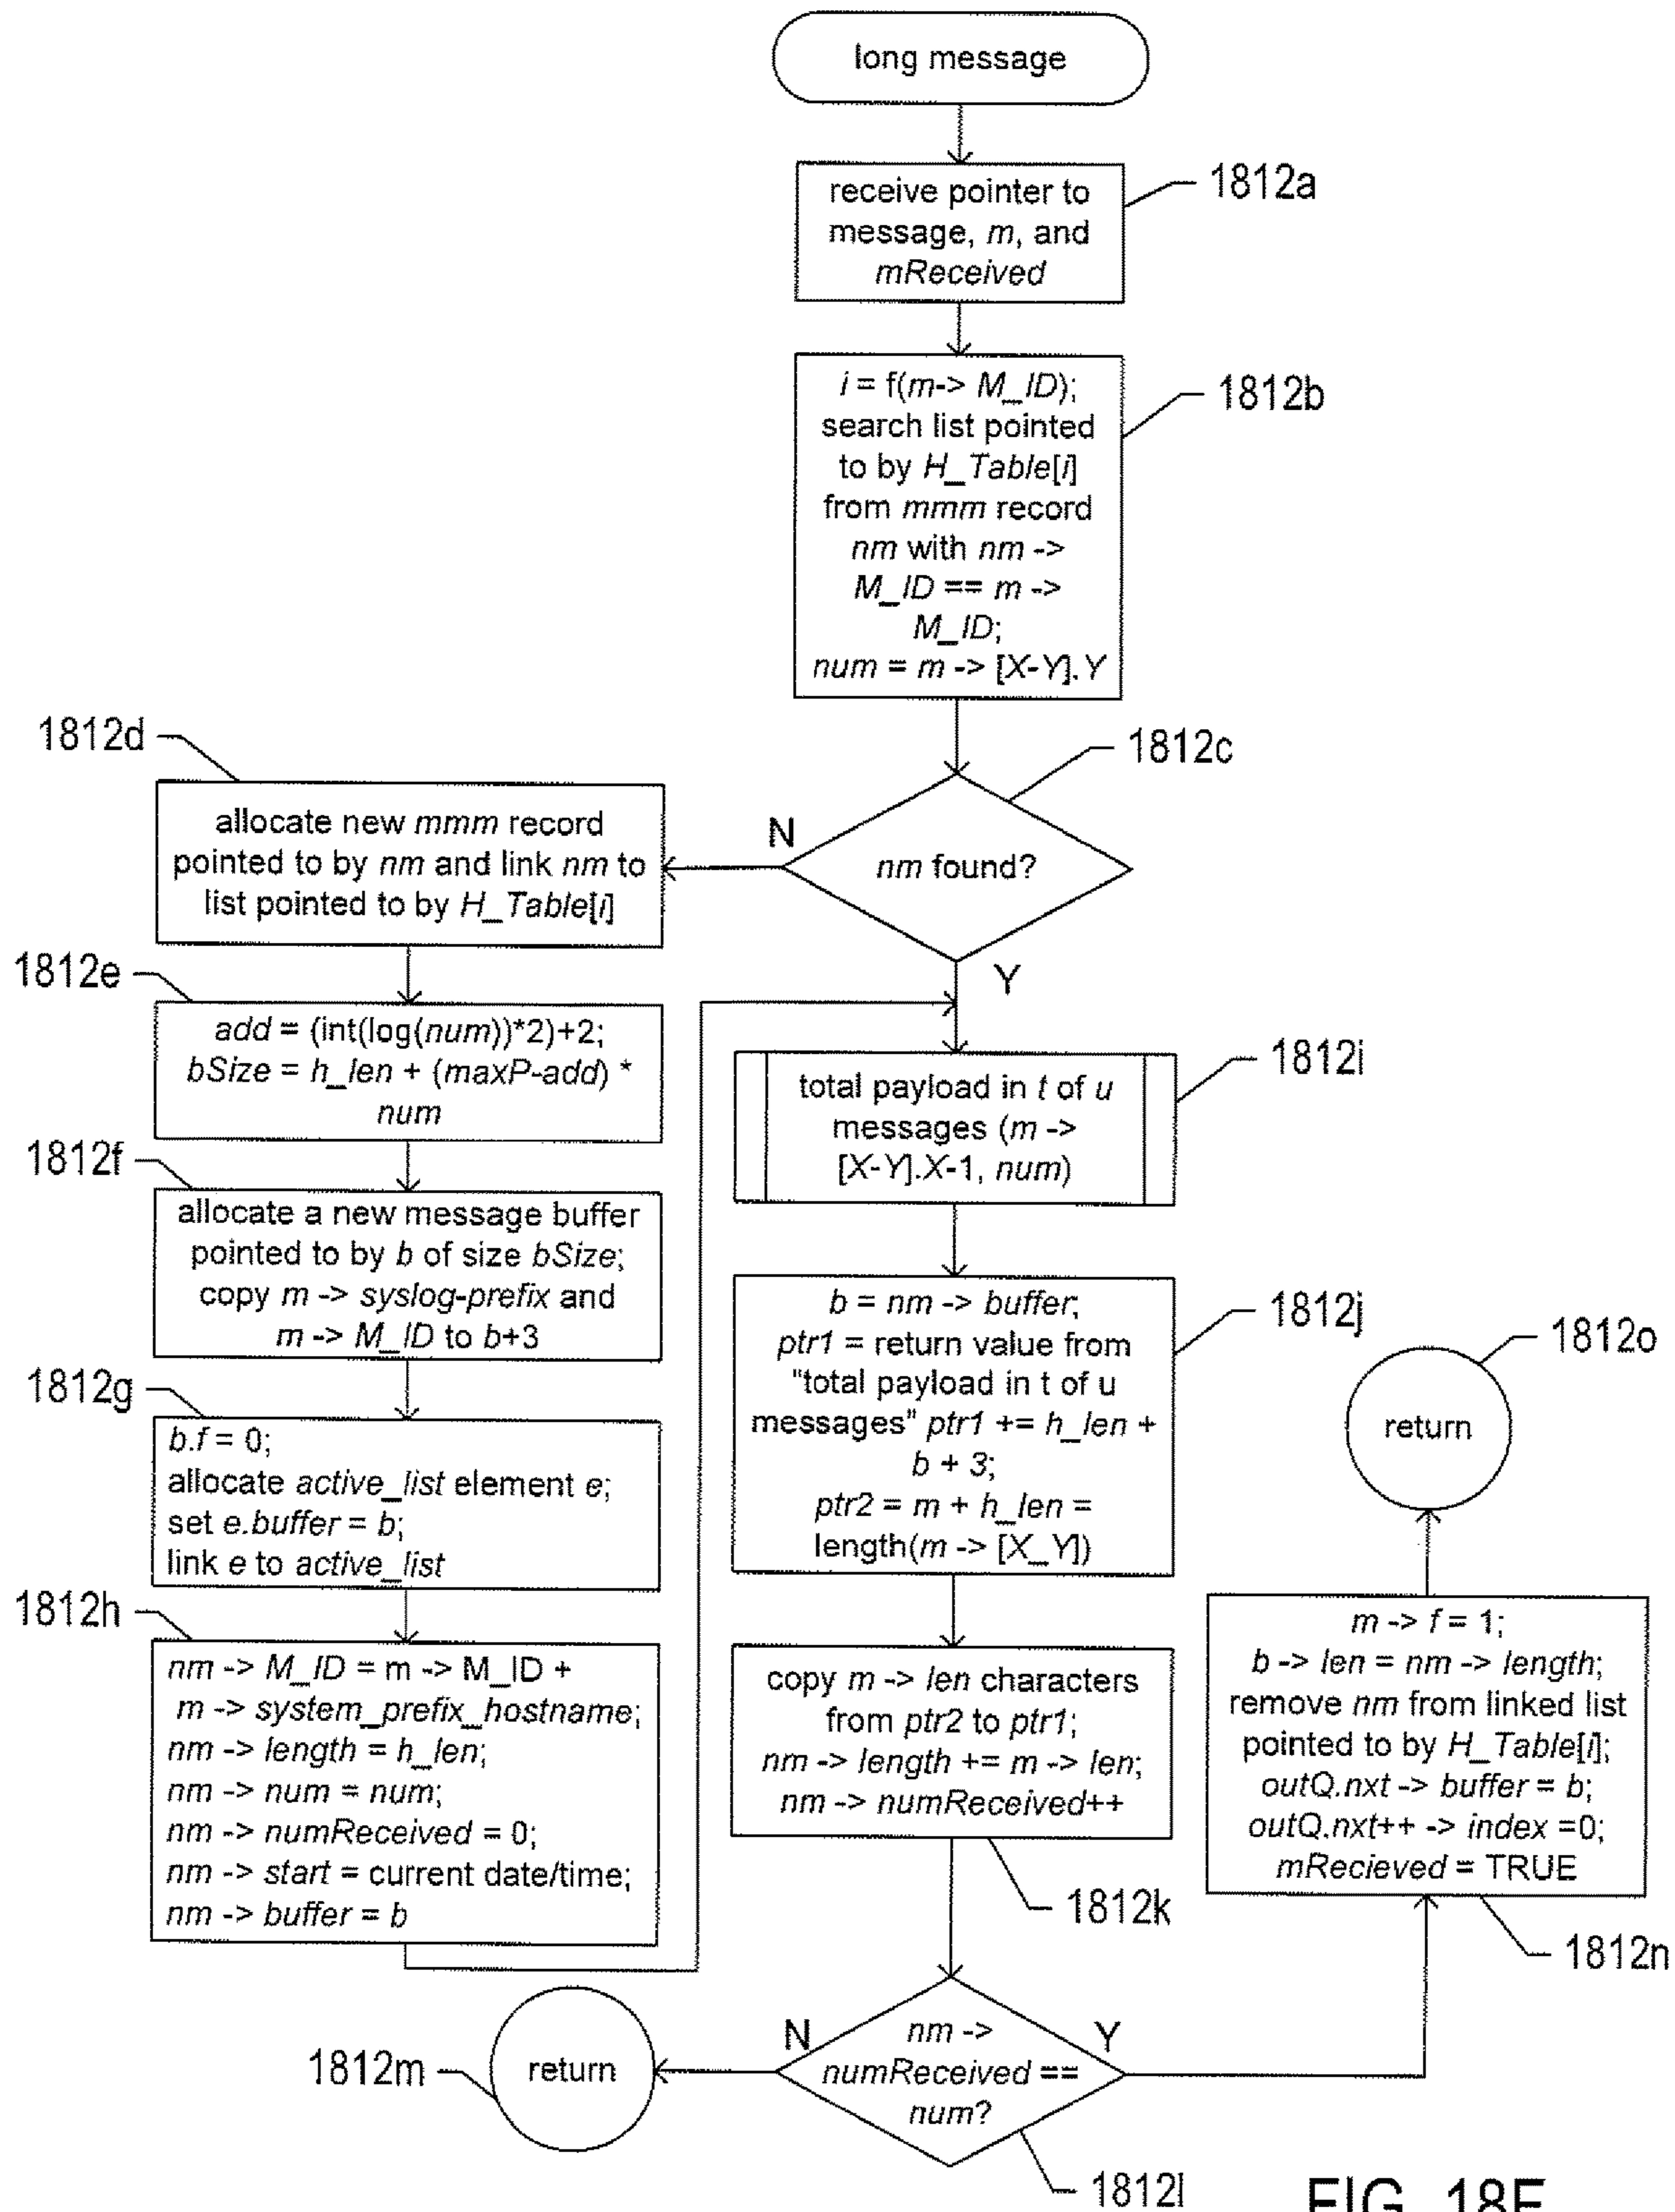 long message
receive pointer to
message, m, and
mReceived
1812a
i = f(m-> M_ID);
search list pointed
to by H_Table[i]
from mmm record
nm with nm ->
M_ID == m ->
M_ID;
num = m -> [X-Y].Y
1812b
nm found?
1812c
N
Y
1812d
allocate new mmm record
pointed to by nm and link nm to
list pointed to by H_Table[i]
1812e
add = (int(log(num))*2)+2;
bSize = h_len + (maxP-add) *
num
1812f
allocate a new message buffer
pointed to by b of size bSize;
copy m -> syslog-prefix and
m -> M_ID to b+3
1812g
b.f = 0;
allocate active_list element e;
set e.buffer = b;
link e to active_list
1812h
nm -> M_ID = m -> M_ID +
m -> system_prefix_hostname;
nm -> length = h_len;
nm -> num = num;
nm -> numReceived = 0;
nm -> start = current date/time;
nm -> buffer = b
total payload in t of u
messages (m ->
[X-Y].X-1, num)
1812i
b = nm -> buffer;
ptr1 = return value from
"total payload in t of u
messages" ptr1 += h_len +
b + 3;
ptr2 = m + h_len =
length(m -> [X_Y])
1812j
copy m -> len characters
from ptr2 to ptr1;
nm -> length += m -> len;
nm -> numReceived++
1812k
nm ->
numReceived ==
num?
1812l
N
Y
return
1812m
m -> f = 1;
b -> len = nm -> length;
remove nm from linked list
pointed to by H_Table[i];
outQ.nxt -> buffer = b;
outQ.nxt++ -> index =0;
mRecieved = TRUE
1812n
return
1812o
FIG. 18E